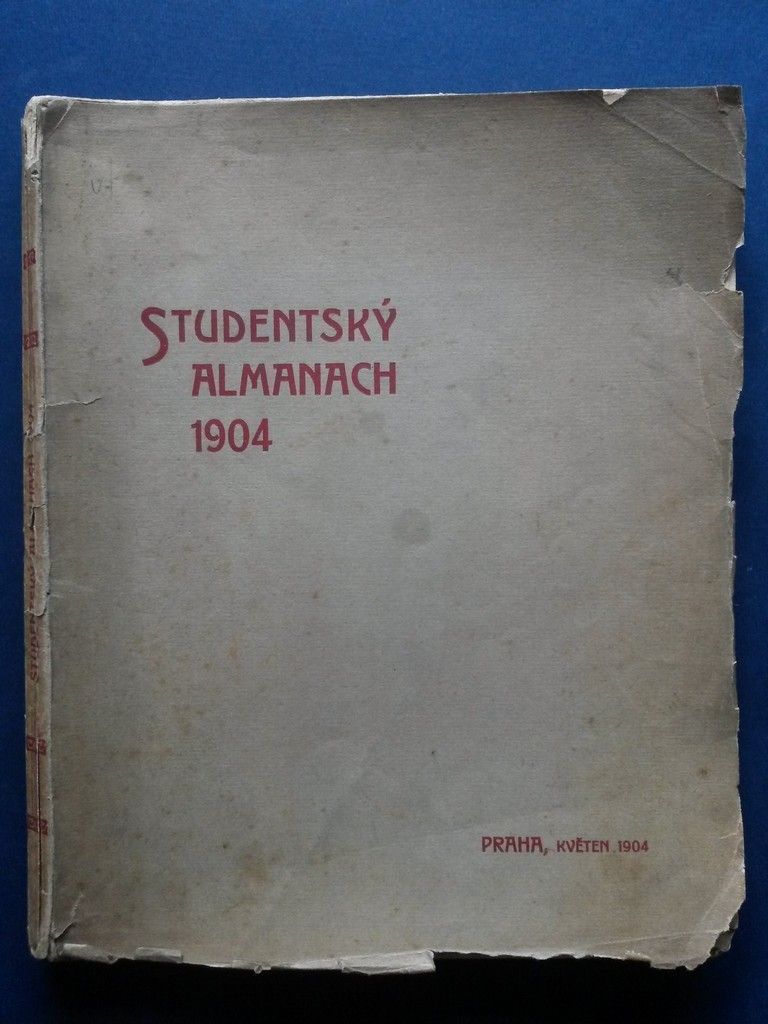 STUDENTSKÝ
ALMANACH
1904
PRAHA, KVĚTEN 1904